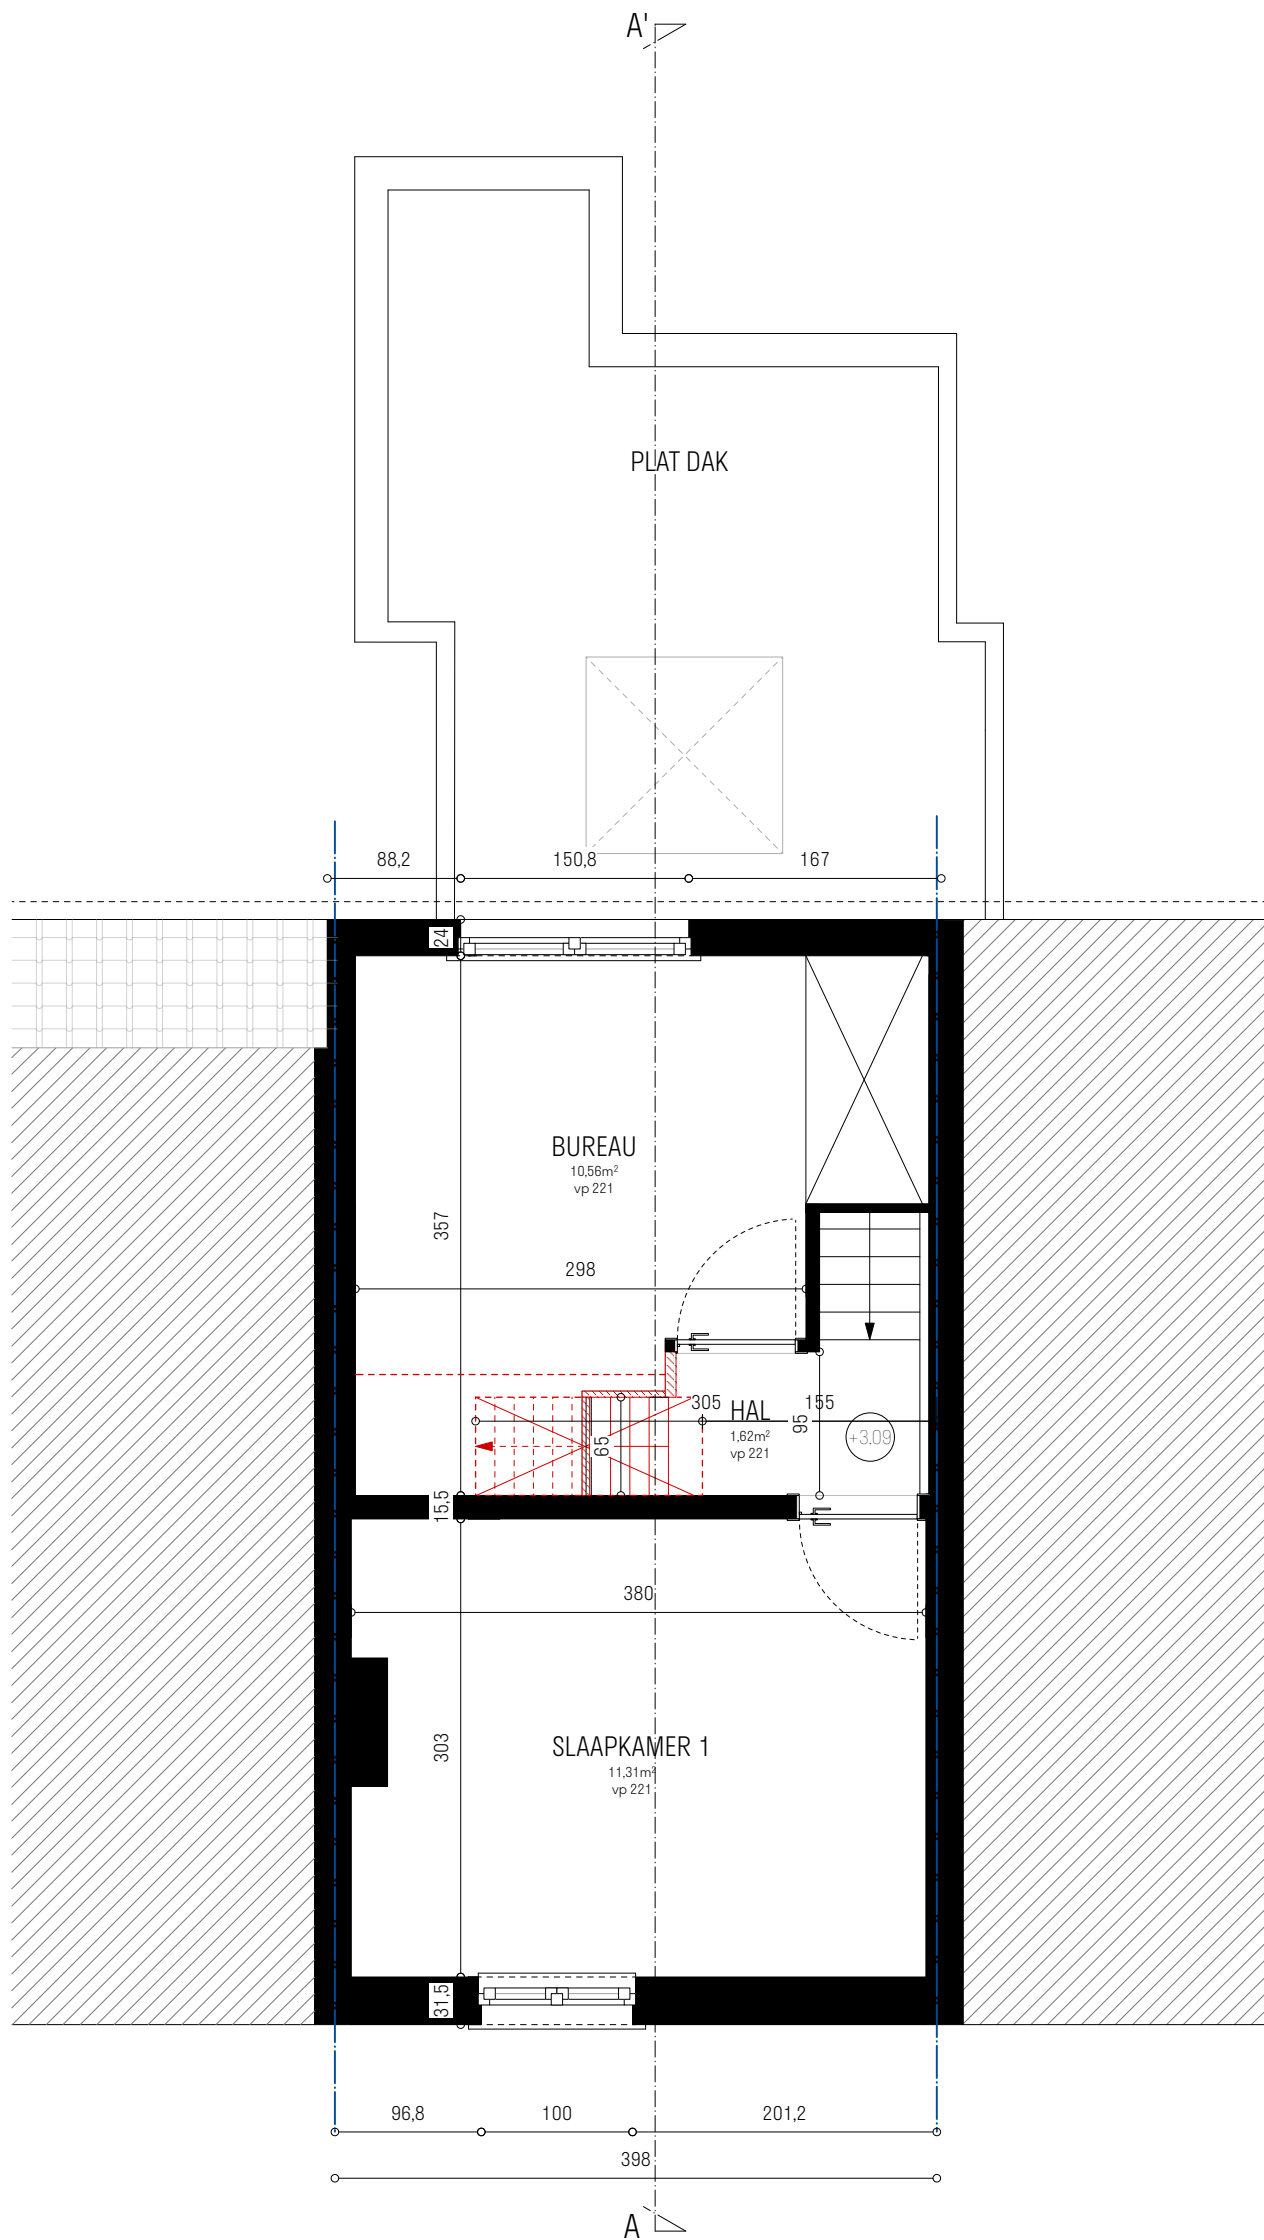 A'
PLAT DAK
88,2
150,8
167
24
BUREAU
10,56m²
vp 221
357
298
305
155
HAL
1,62m²
vp 221
95
65
+3.09
15,5
380
SLAAPKAMER 1
11,31m²
vp 221
303
31,5
96,8
100
201,2
398
A